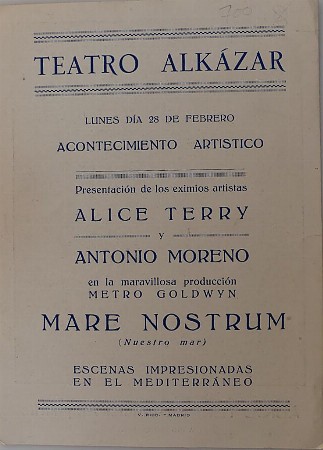 TEATRO ALKÁZAR
LUNES DÍA 28 DE FEBRERO
ACONTECIMIENTO ARTISTICO
Presentación de los eximios artistas
ALICE TERRY
y
ANTONIO MORENO
en la maravillosa producción
METRO GOLDWYN
MARE NOSTRUM
(Nuestro mar)
ESCENAS IMPRESIONADAS
EN EL MEDITERRÁNEO
MADRID